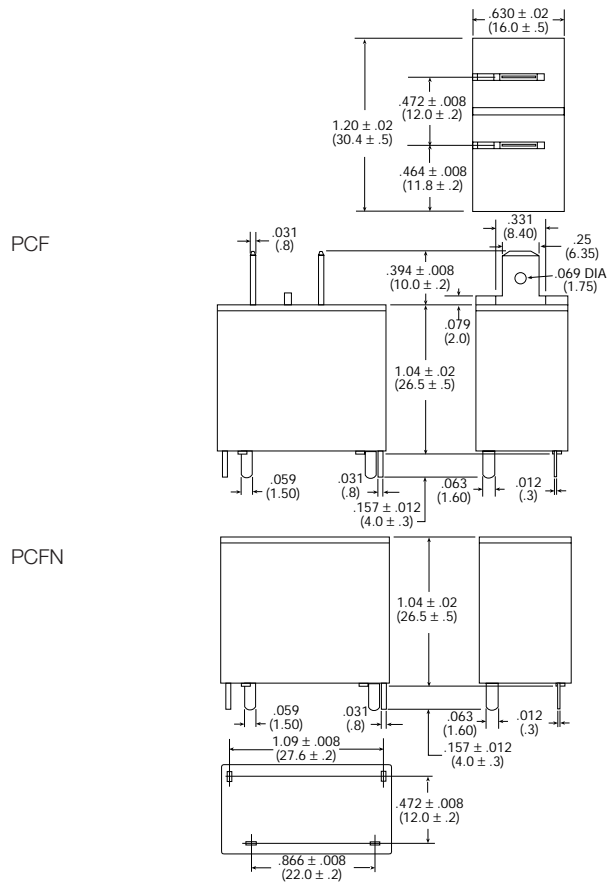 .630 ± .02
(16.0 ± .5)
.472 ± .008
(12.0 ± .2)
1.20 ± .02
(30.4 ± .5)
.464 ± .008
(11.8 ± .2)
PCF
.031
(.8)
.331
(8.40)
.25
(6.35)
.394 ± .008
(10.0 ± .2)
.069 DIA
(1.75)
.079
(2.0)
1.04 ± .02
(26.5 ± .5)
.059
(1.50)
.031
(.8)
.063
(1.60)
.012
(.3)
.157 ± .012
(4.0 ± .3)
PCFN
1.04 ± .02
(26.5 ± .5)
.059
(1.50)
.031
(.8)
.063
(1.60)
.012
(.3)
.157 ± .012
(4.0 ± .3)
1.09 ± .008
(27.6 ± .2)
.472 ± .008
(12.0 ± .2)
.866 ± .008
(22.0 ± .2)